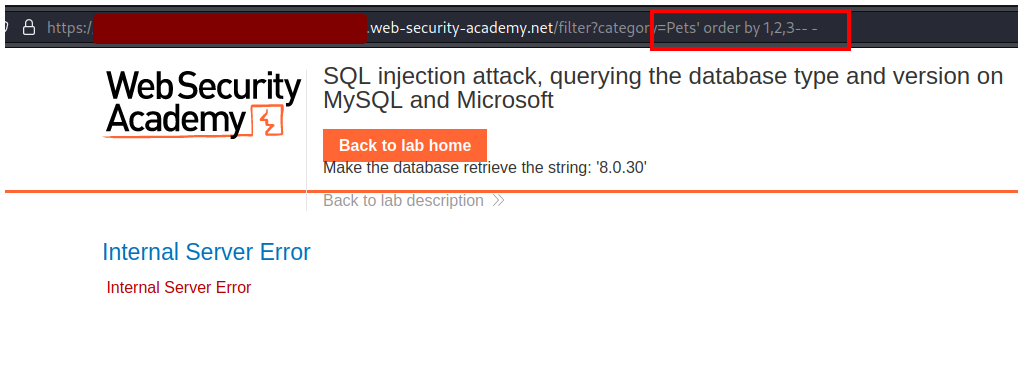 https:/ .web-security-academy.net/filter?category=Pets' order by 1,2,3-- -
Web Security
Academy
SQL injection attack, querying the database type and version on
MySQL and Microsoft
Back to lab home
Make the database retrieve the string: '8.0.30'
Back to lab description
Internal Server Error
Internal Server Error